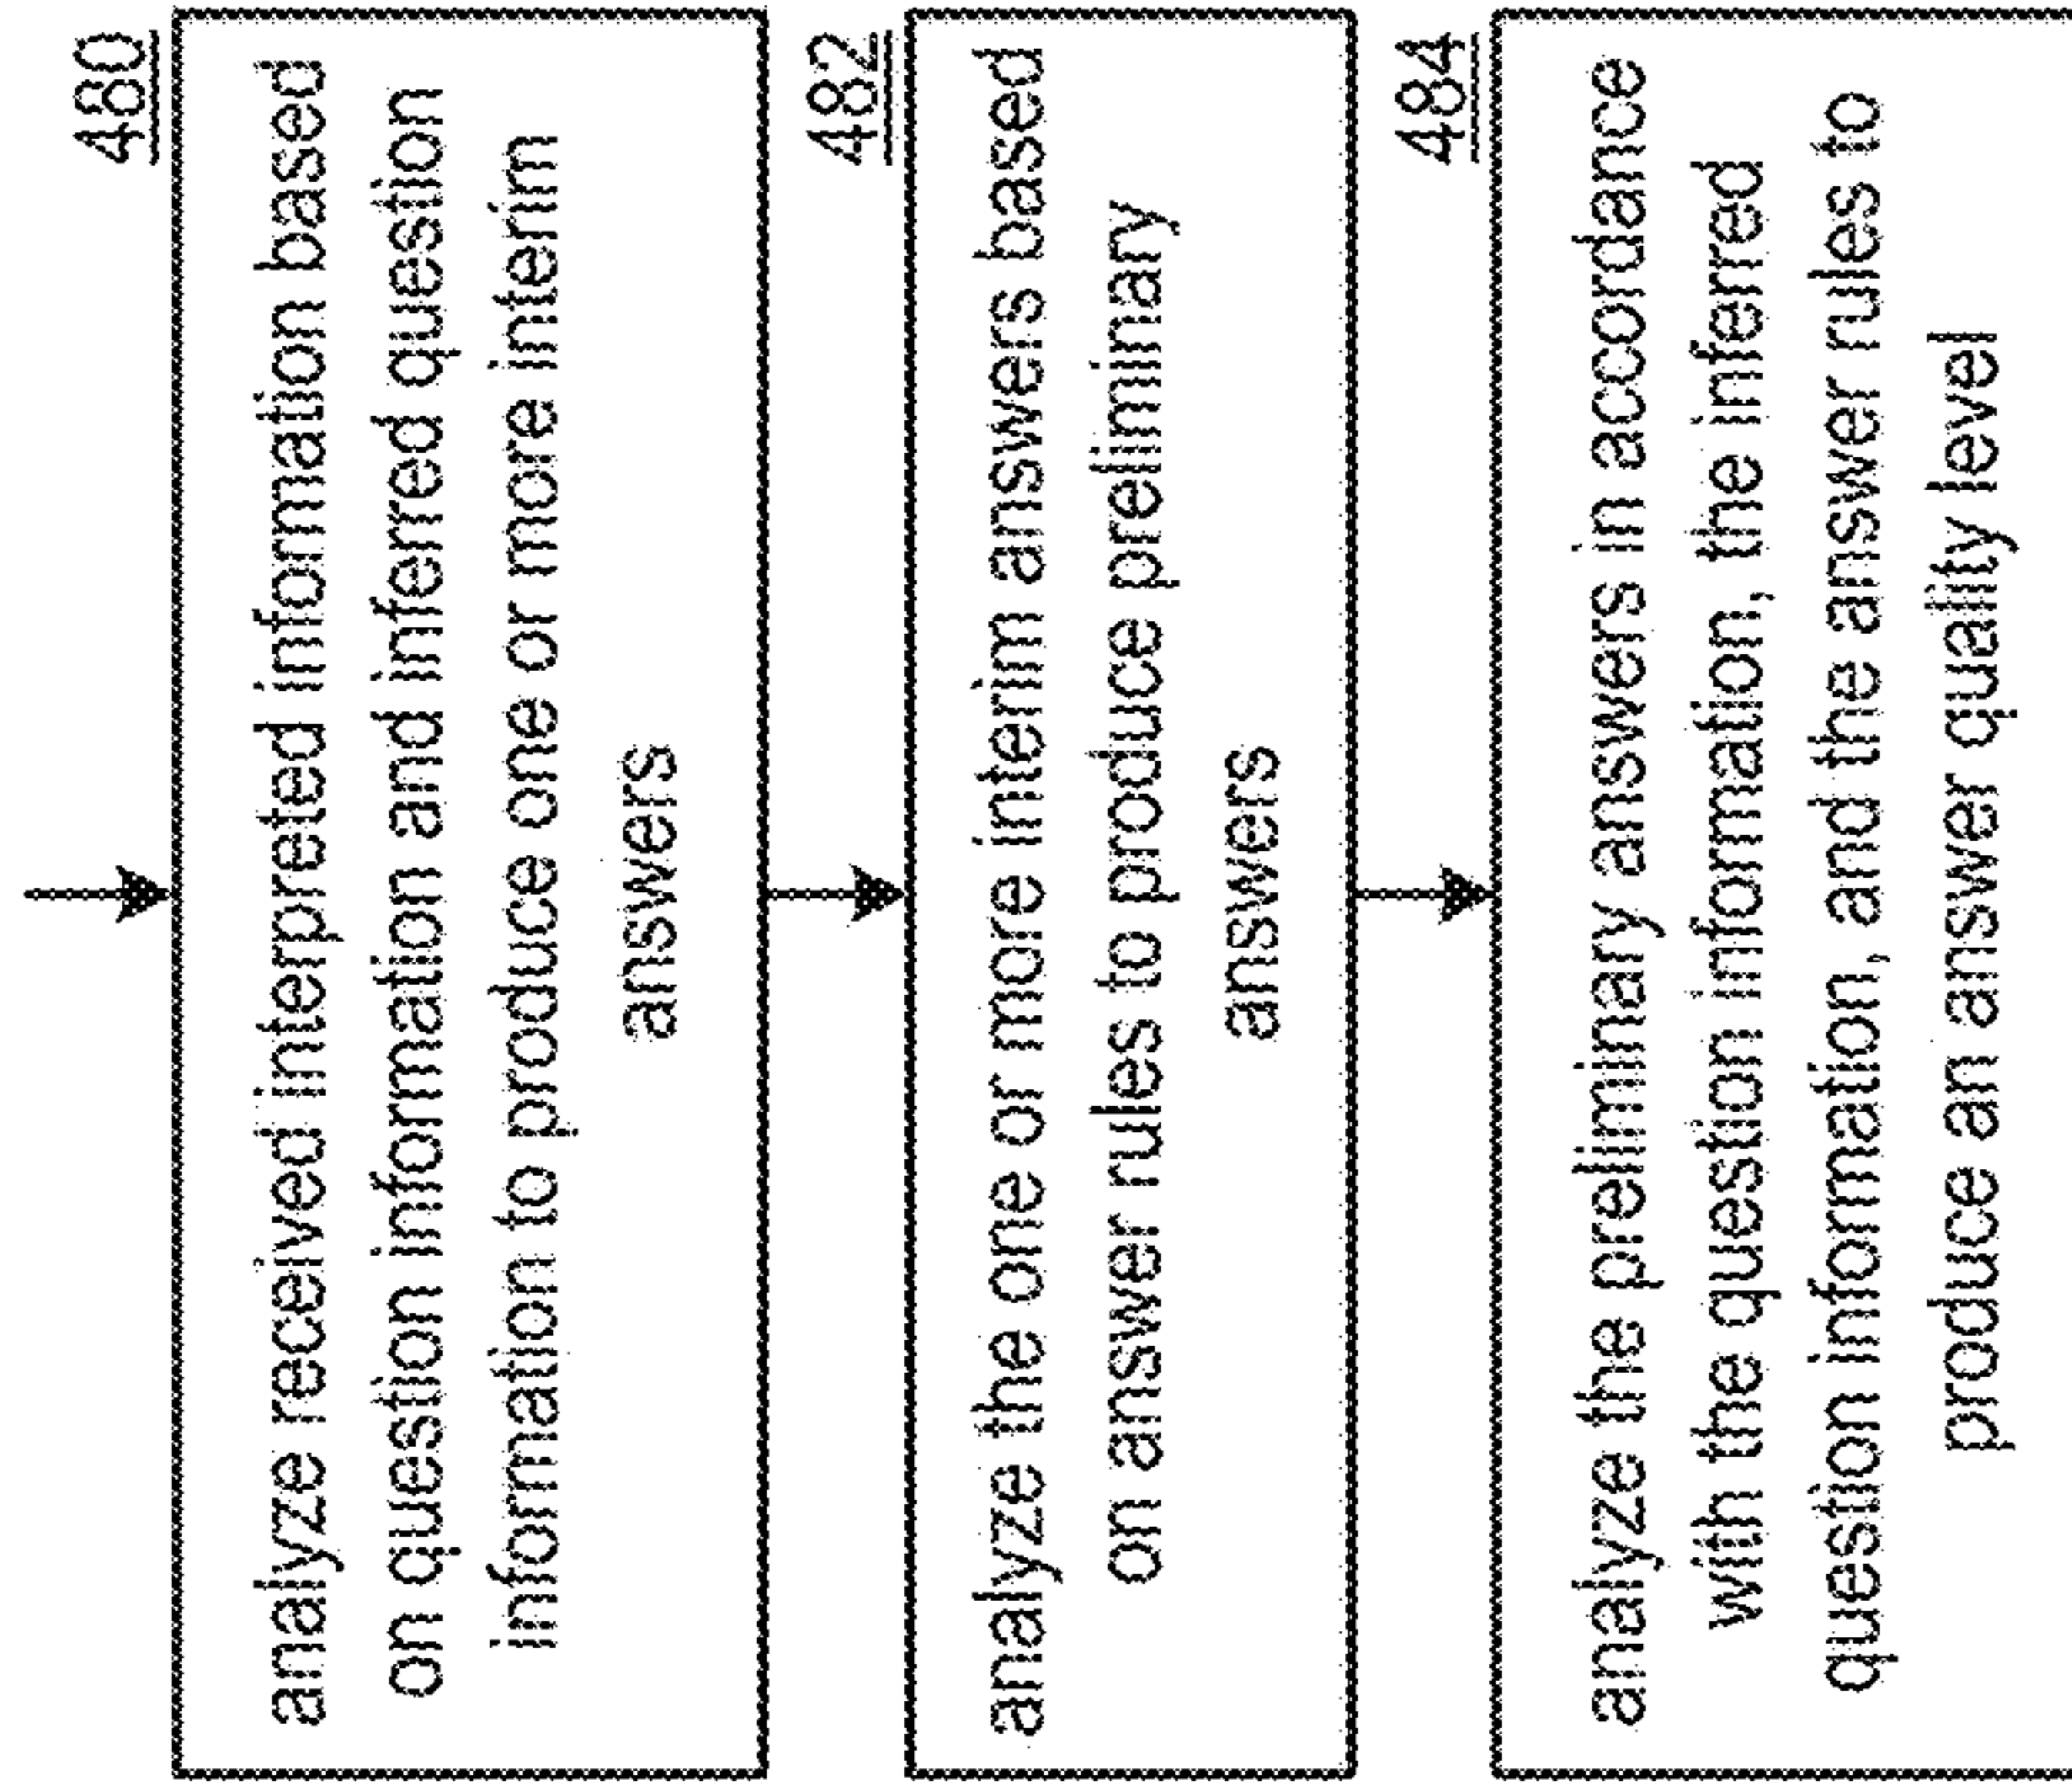 480
analyze received interpreted information based
on question information and inferred question
information to produce one or more interim
answers
482
analyze the one or more interim answers based
on answer rules to produce preliminary
answers
484
analyze the preliminary answers in accordance
with the question information, the inferred
question information, and the answer rules to
produce an answer quality level